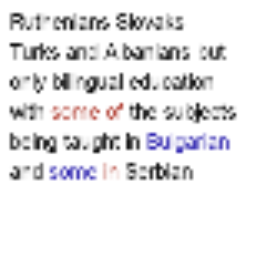 Ruthenians Slovaks
Turks and Albanians but
only bilingual education
with some of the subjects
being taught in Bulgarian
and some in Serbian